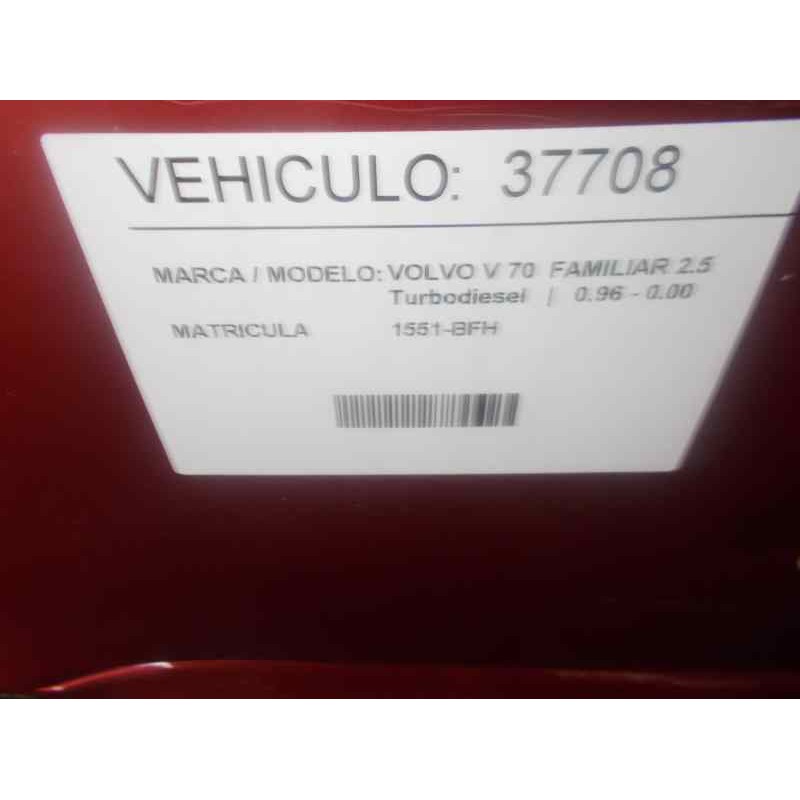 VEHICULO: 37708
MARCA / MODELO: VOLVO V 70 FAMILIAR 2.5
Turbodiesel | 0.96 - 0.00
MATRICULA 1551-BFH